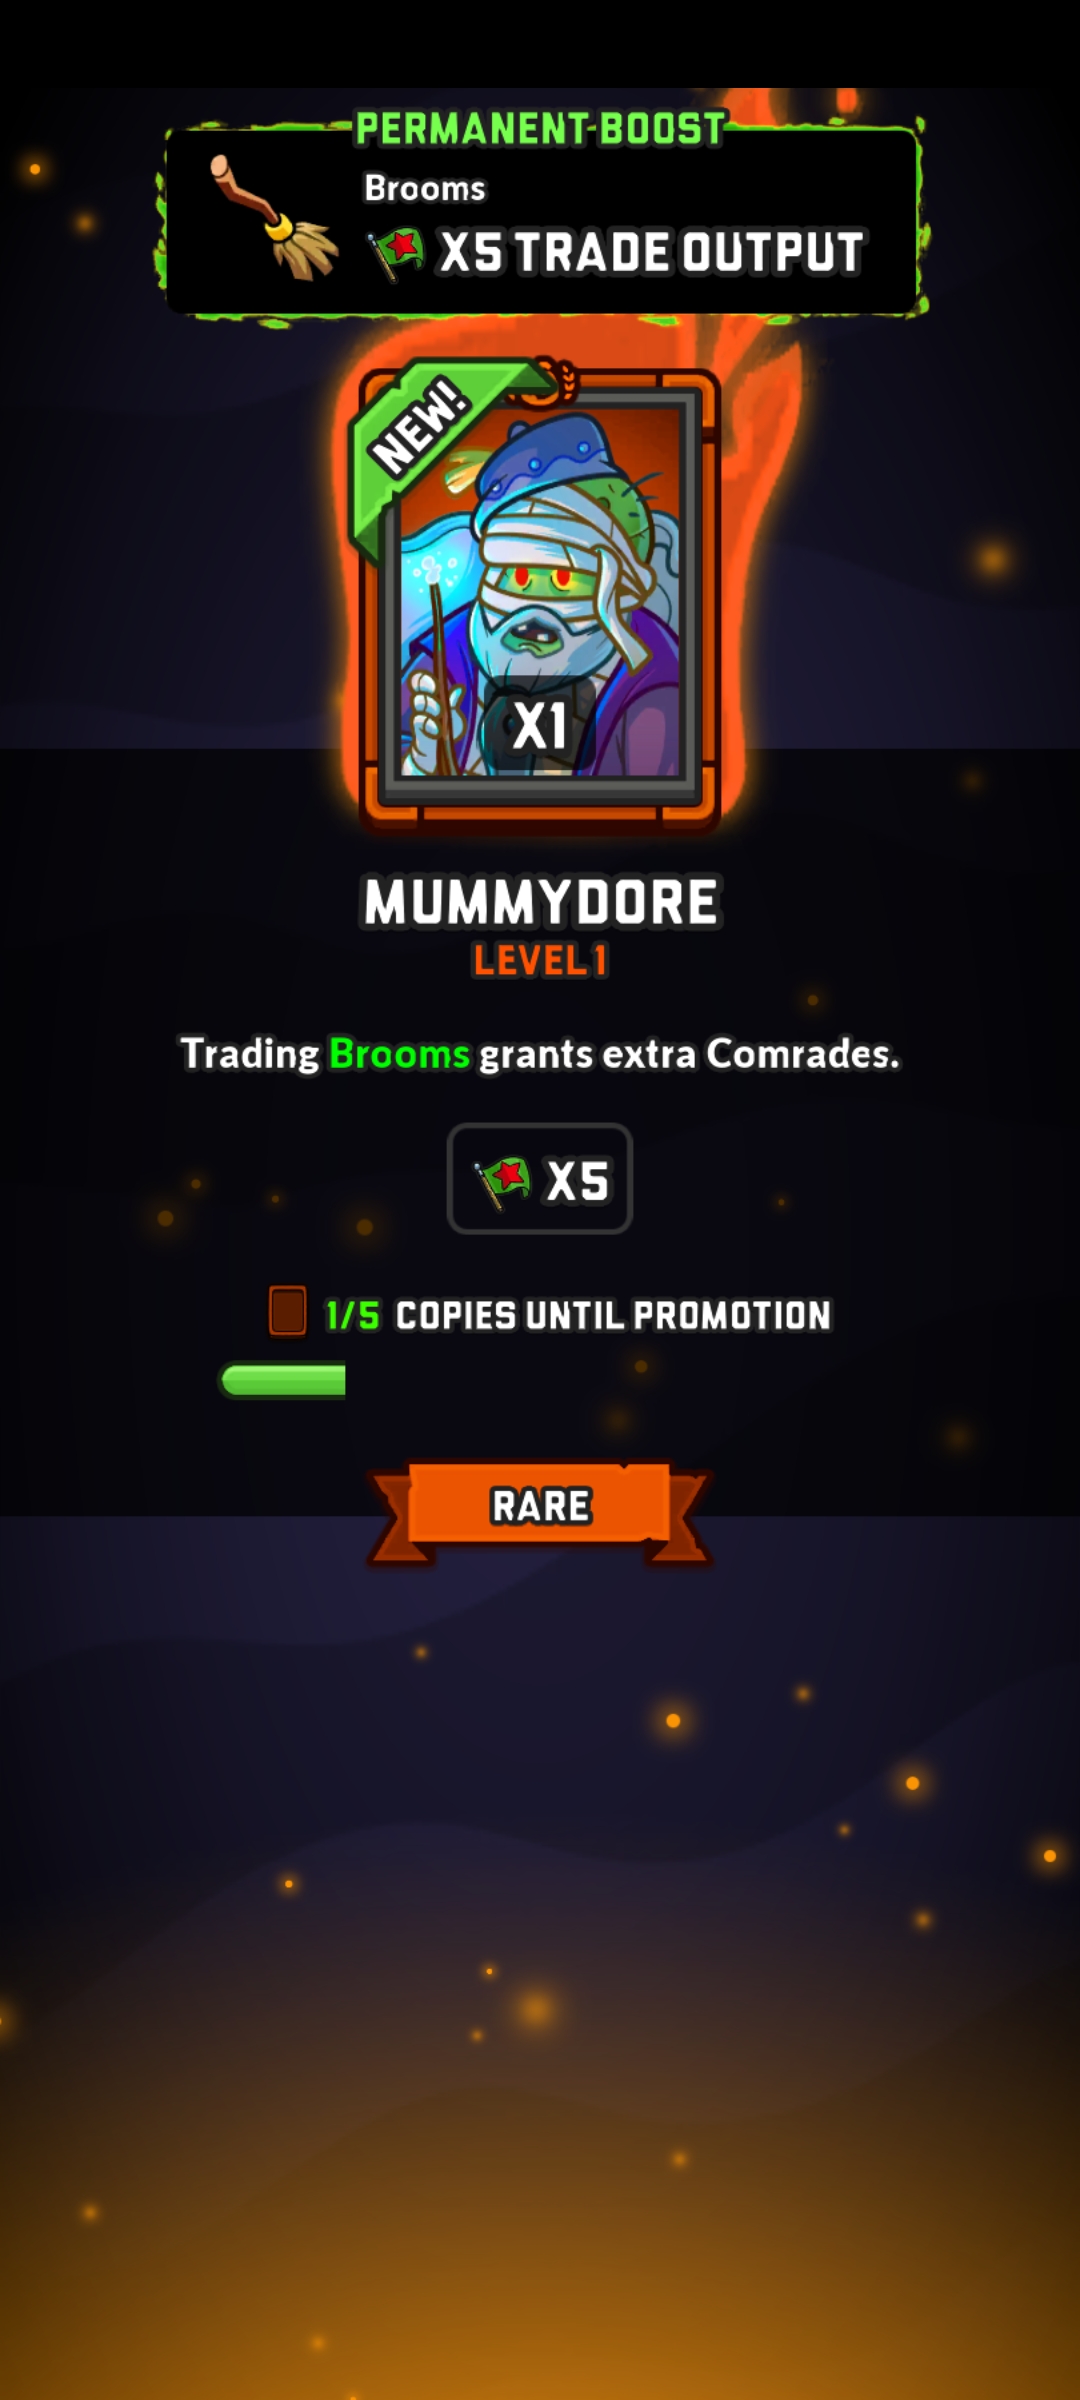 PERMANENT BOOST
Brooms
X5 TRADE OUTPUT
NEW!
X1
MUMMYDORE
LEVEL 1
Trading Brooms grants extra Comrades.
X5
1/5 COPIES UNTIL PROMOTION
RARE